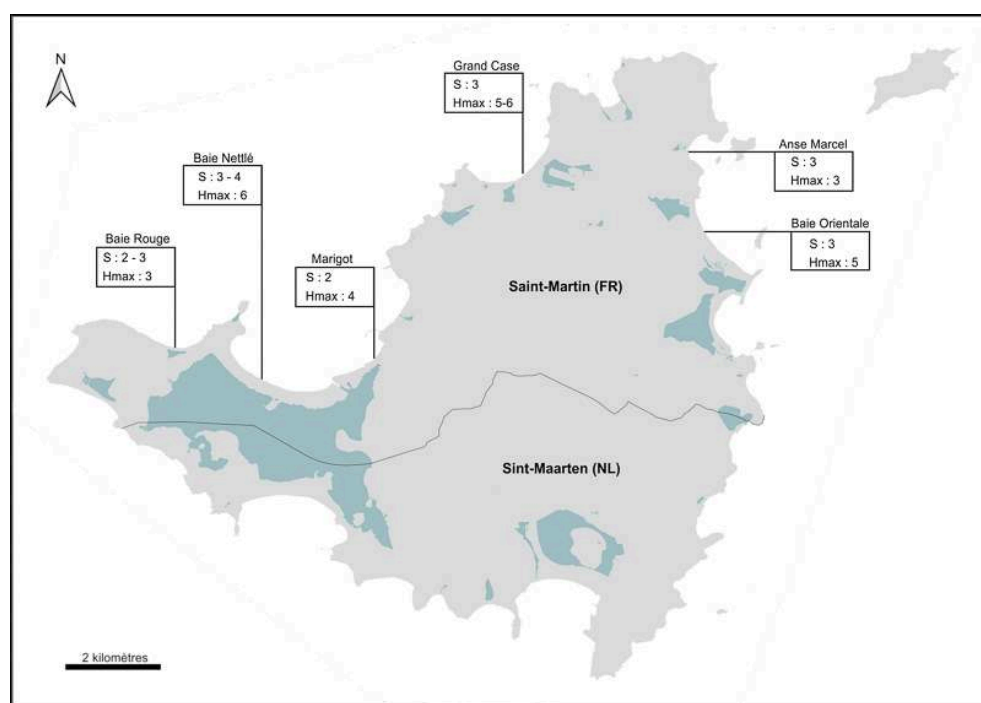 N
Grand Case
S : 3
Hmax : 5-6
Baie Nettlé
S : 3 - 4
Hmax : 6
Anse Marcel
S : 3
Hmax : 3
Baie Rouge
S : 2 - 3
Hmax : 3
Marigot
S : 2
Hmax : 4
Baie Orientale
S : 3
Hmax : 5
Saint-Martin (FR)
Sint-Maarten (NL)
2 kilomètres